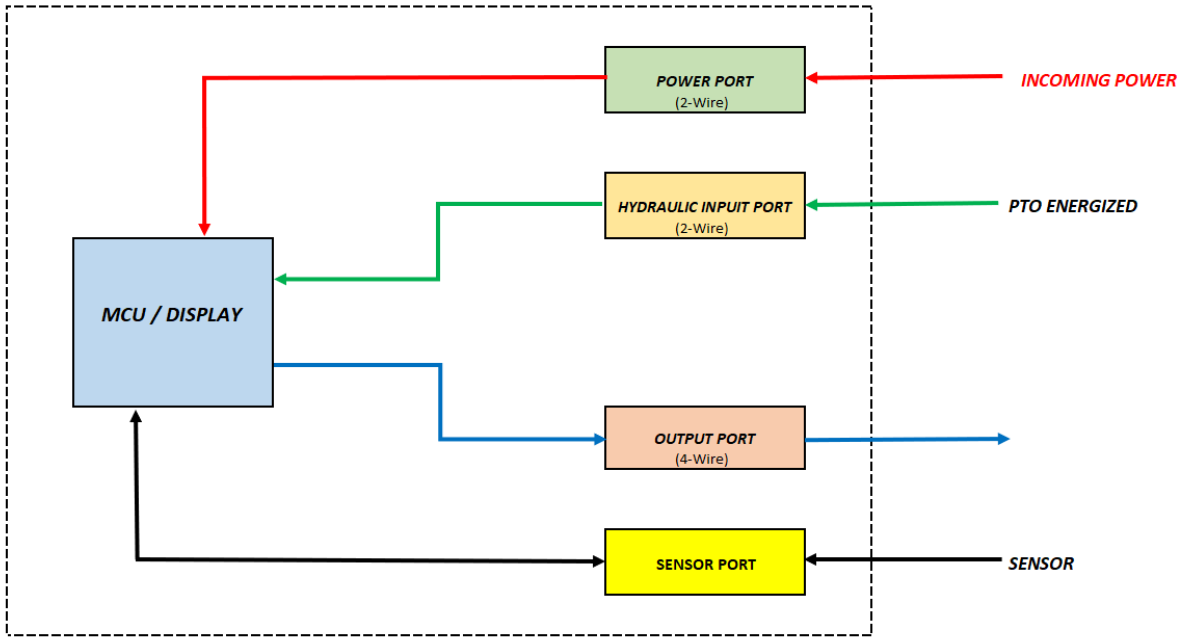 POWER PORT
(2-Wire)
INCOMING POWER
HYDRAULIC INPUIT PORT
(2-Wire)
PTO ENERGIZED
MCU / DISPLAY
OUTPUT PORT
(4-Wire)
SENSOR PORT
SENSOR